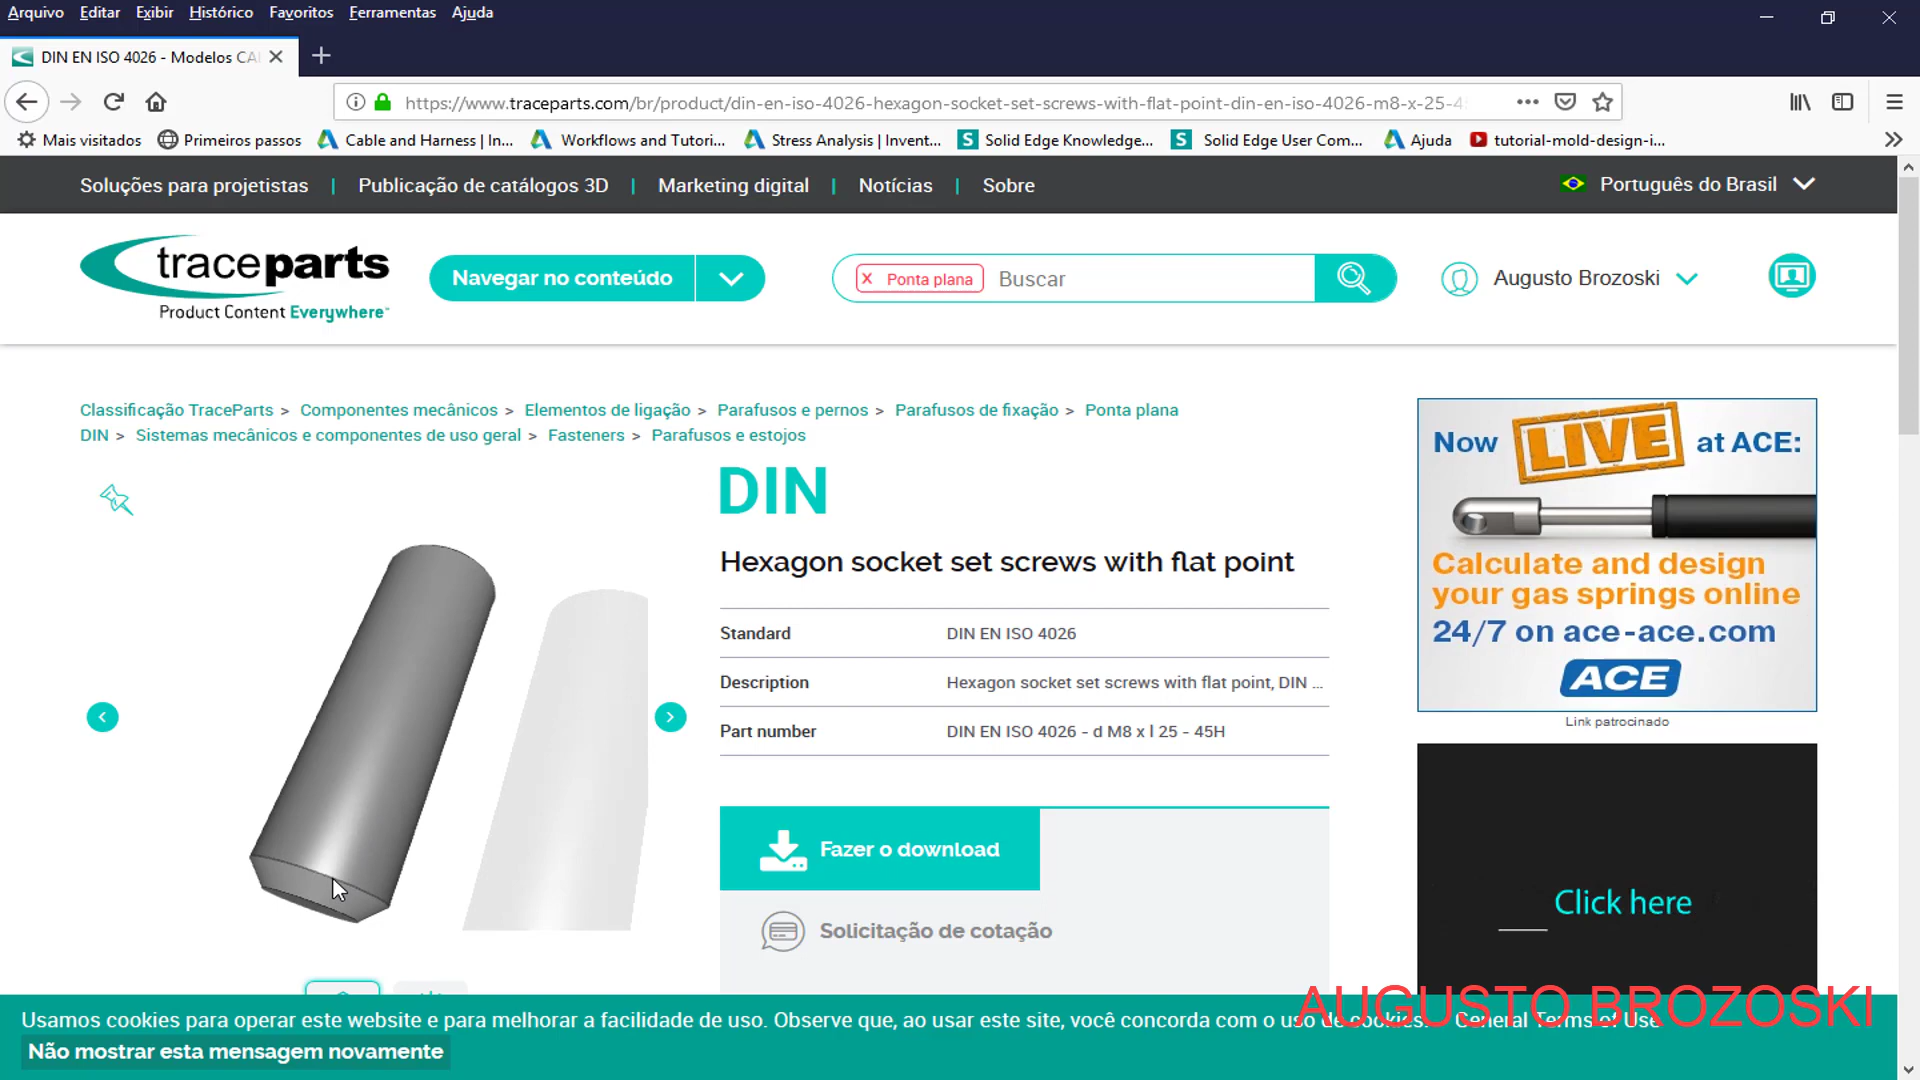 Arquivo Editar Exibir Histórico Favoritos Ferramentas Ajuda
DIN EN ISO 4026 - Modelos CA
https://www.traceparts.com/br/product/din-en-iso-4026-hexagon-socket-set-screws-with-flat-point-din-en-iso-4026-m8-x-25-4
Mais visitados Primeiros passos Cable and Harness | In... Workflows and Tutori... Stress Analysis | Invent... Solid Edge Knowledge... Solid Edge User Com... Ajuda tutorial-mold-design-i...
Soluções para projetistas | Publicação de catálogos 3D | Marketing digital | Notícias | Sobre Português do Brasil
traceparts
Product Content Everywhere
Navegar no conteúdo
X Ponta plana Buscar
Augusto Brozoski
Classificação TraceParts > Componentes mecânicos > Elementos de ligação > Parafusos e pernos > Parafusos de fixação > Ponta plana
DIN > Sistemas mecânicos e componentes de uso geral > Fasteners > Parafusos e estojos
DIN
Hexagon socket set screws with flat point
Standard DIN EN ISO 4026
Description Hexagon socket set screws with flat point, DIN ...
Part number DIN EN ISO 4026 - d M8 x l 25 - 45H
Fazer o download
Solicitação de cotação
Now LIVE at ACE:
Calculate and design
your gas springs online
24/7 on ace-ace.com
ACE
Link patrocinado
Click here
AUGUSTO BROZOSKI
Usamos cookies para operar este website e para melhorar a facilidade de uso. Observe que, ao usar este site, você concorda com o uso de cookies. General Terms of Use
Não mostrar esta mensagem novamente